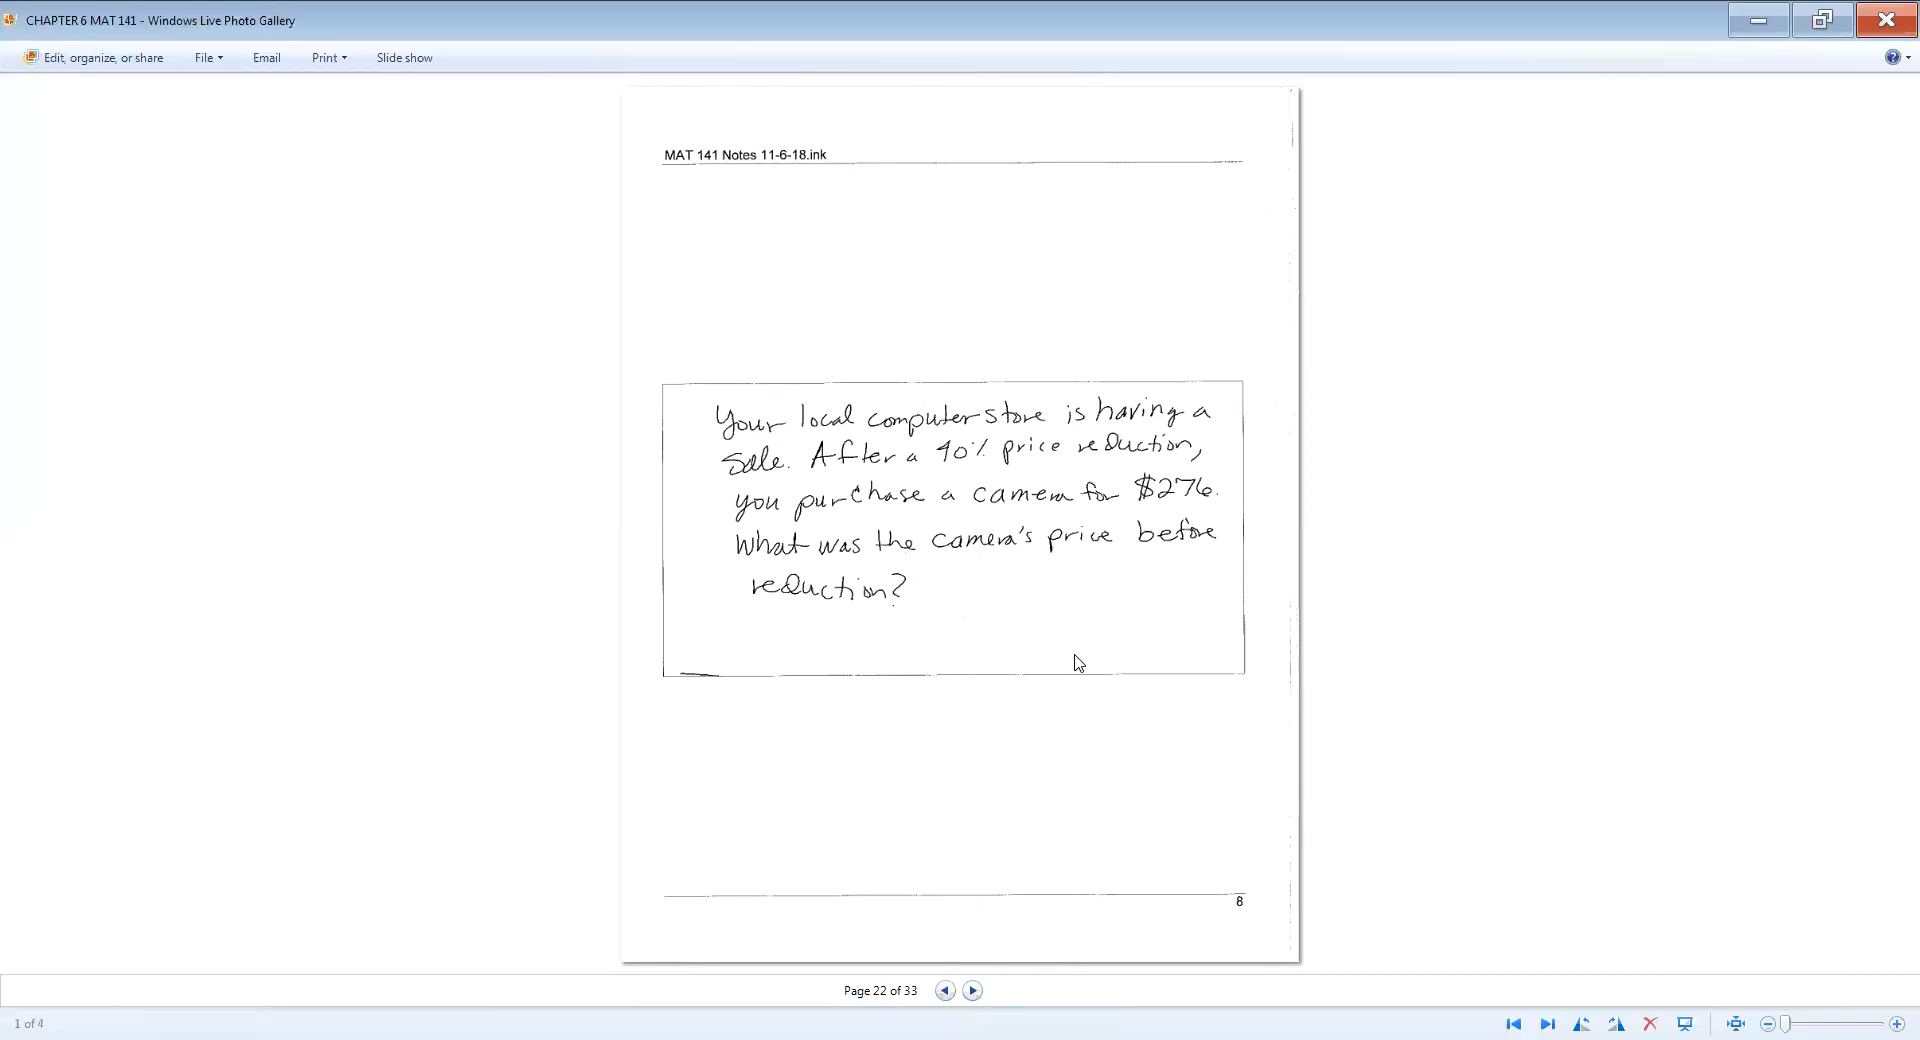 CHAPTER 6 MAT 141 - Windows Live Photo Gallery
Edit, organize, or share File Email Print Slide show
MAT 141 Notes 11-6-18.ink
Your local computer store is having a
sale. After a 40% price reduction,
you purchase a camera for $276.
What was the camera's price before
reduction?
8
Page 22 of 33
1 of 4